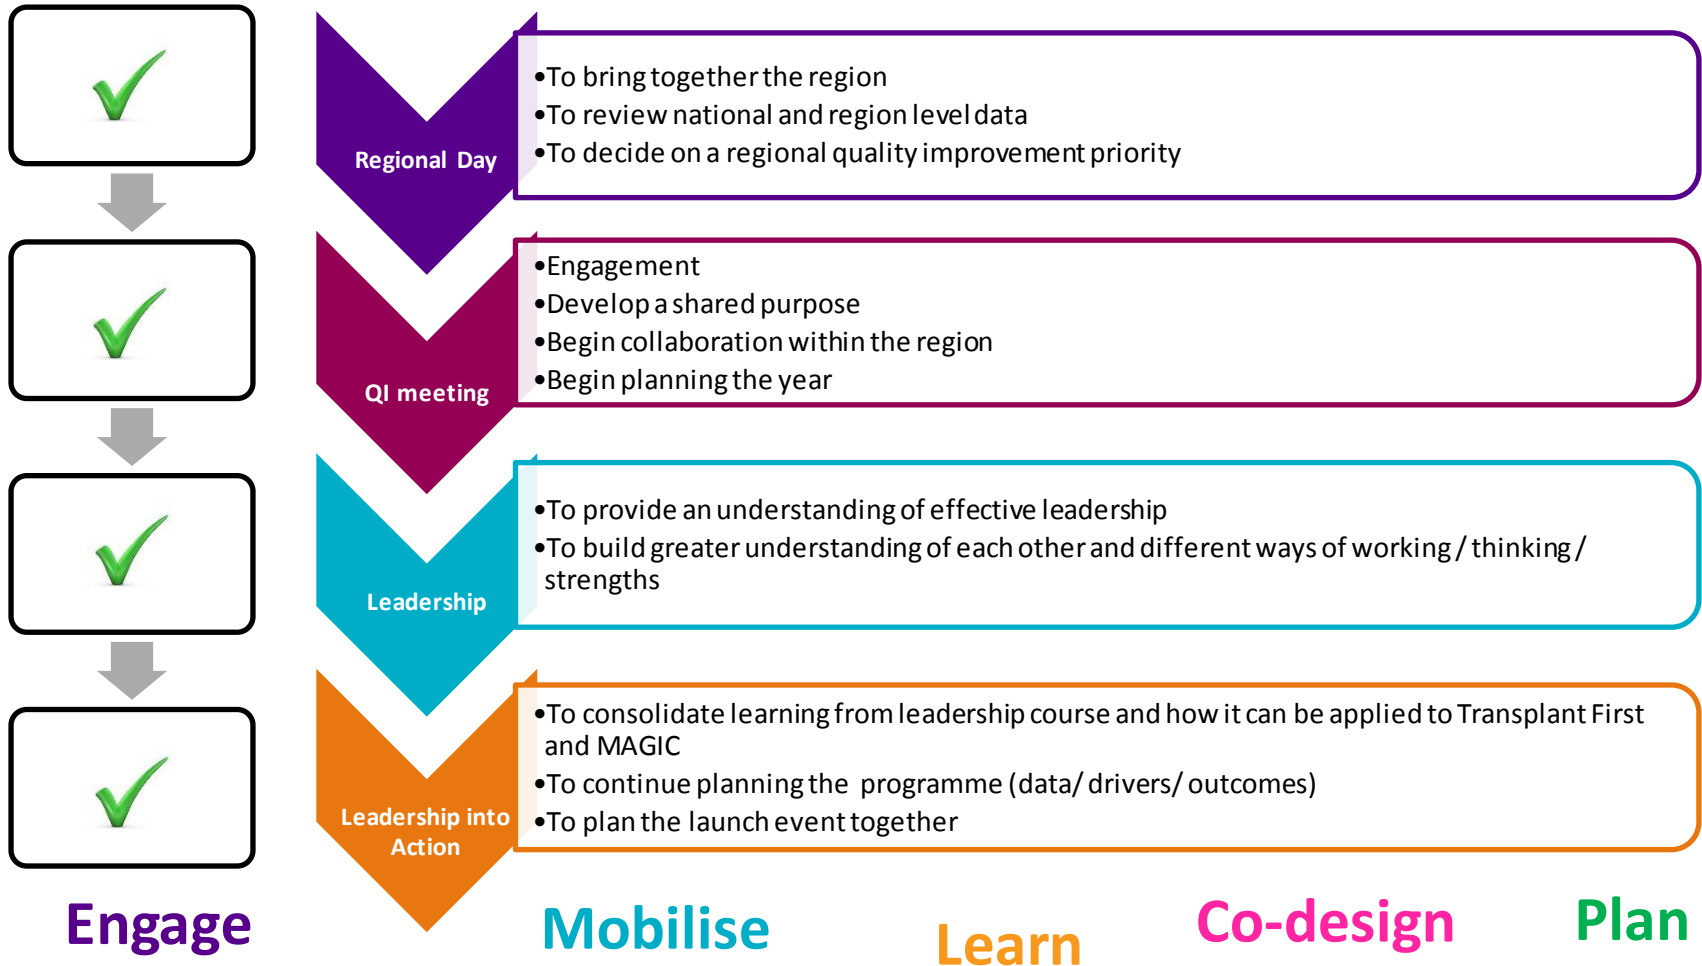 Regional Day
•To bring together the region
•To review national and region level data
•To decide on a regional quality improvement priority
QI meeting
•Engagement
•Develop a shared purpose
•Begin collaboration within the region
•Begin planning the year
Leadership
•To provide an understanding of effective leadership
•To build greater understanding of each other and different ways of working / thinking /
strengths
Leadership into
Action
•To consolidate learning from leadership course and how it can be applied to Transplant First
and MAGIC
•To continue planning the programme (data/ drivers/ outcomes)
•To plan the launch event together
Engage
Mobilise
Learn
Co-design
Plan